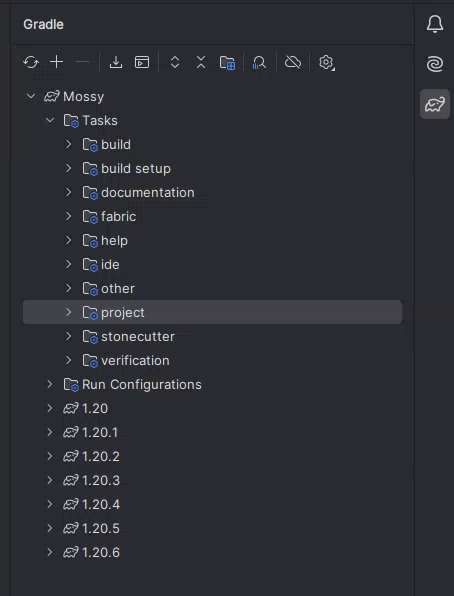 Gradle
Mossy
Tasks
build
build setup
documentation
fabric
help
ide
other
project
stonecutter
verification
Run Configurations
1.20
1.20.1
1.20.2
1.20.3
1.20.4
1.20.5
1.20.6